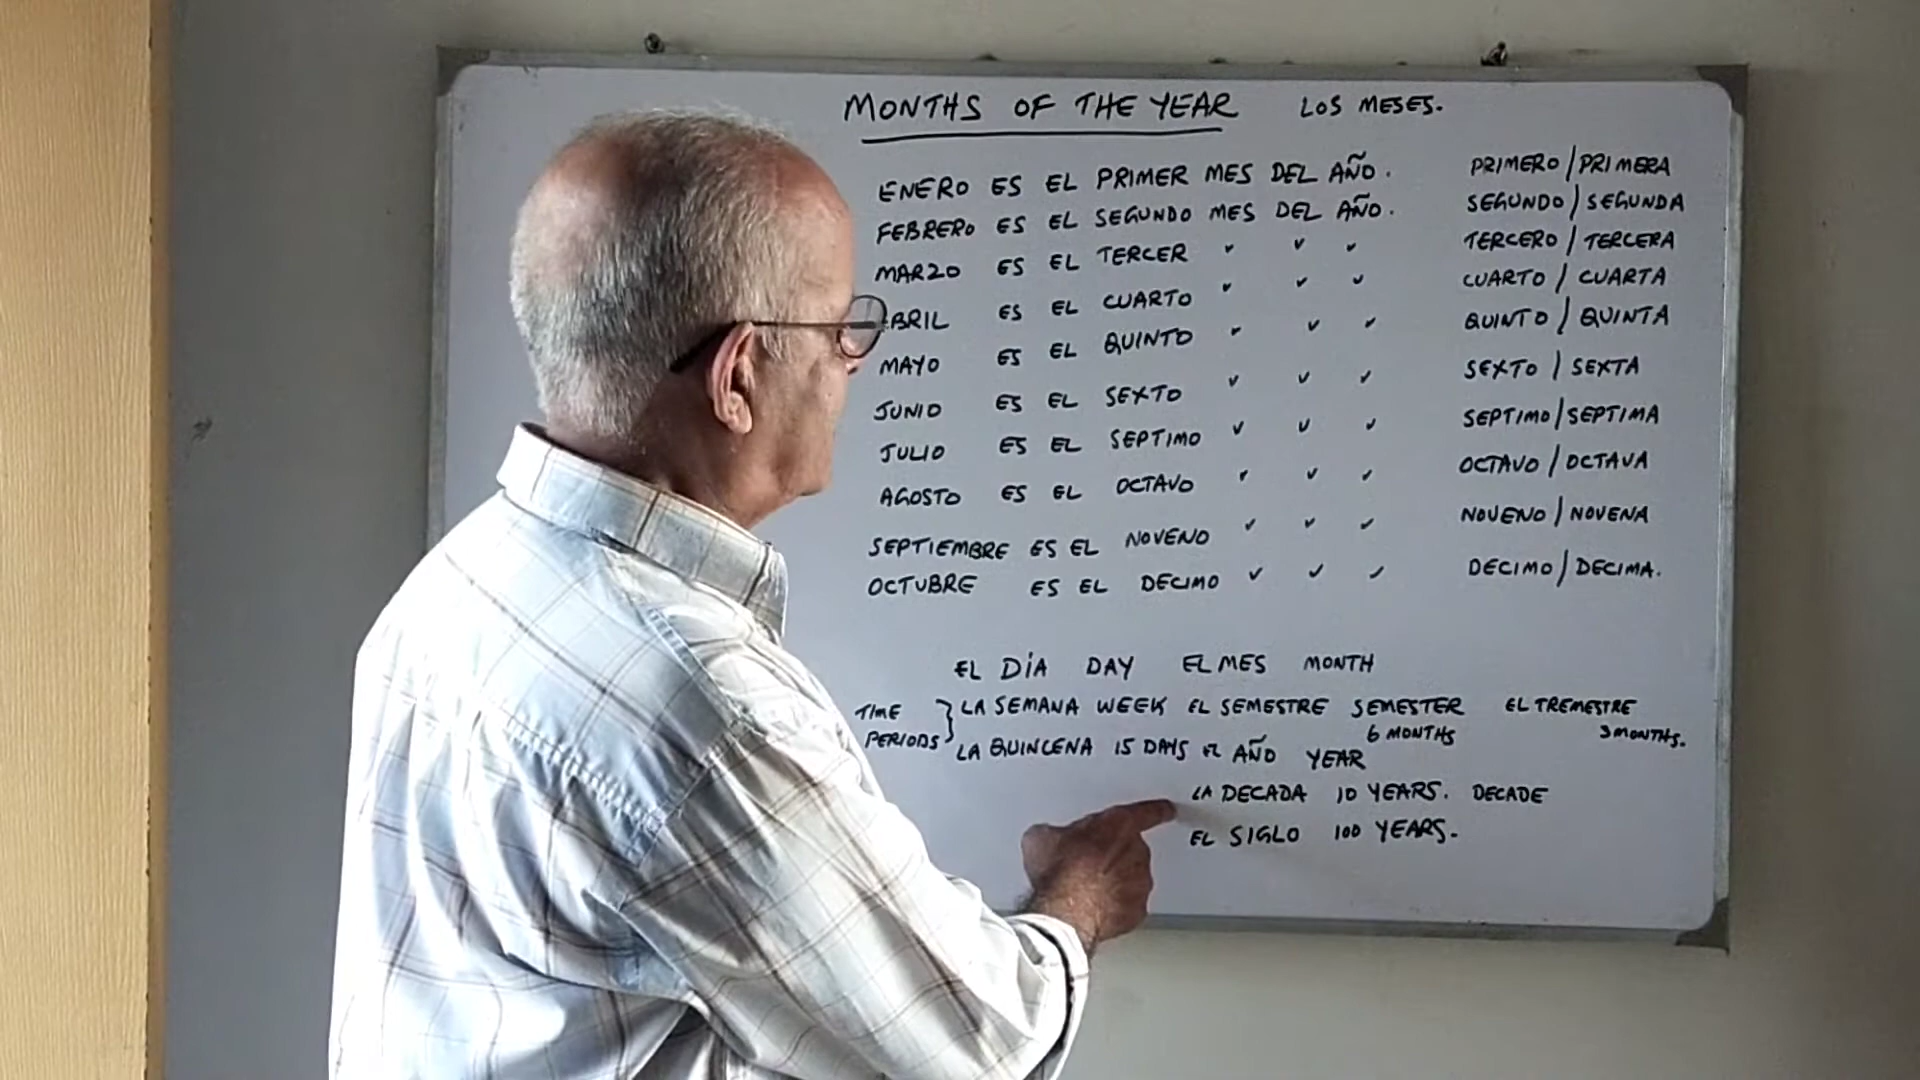 MONTHS OF THE YEAR LOS MESES.
ENERO ES EL PRIMER MES DEL AÑO. PRIMERO/PRIMERA
FEBRERO ES EL SEGUNDO MES DEL AÑO. SEGUNDO/SEGUNDA
MARZO ES EL TERCER ✓ ✓ ✓ TERCERO/TERCERA
BRIL ES EL CUARTO ✓ ✓ ✓ CUARTO/CUARTA
MAYO ES EL QUINTO ✓ ✓ ✓ QUINTO/QUINTA
JUNIO ES EL SEXTO ✓ ✓ ✓ SEXTO/SEXTA
JULIO ES EL SEPTIMO ✓ ✓ ✓ SEPTIMO/SEPTIMA
AGOSTO ES EL OCTAVO ✓ ✓ ✓ OCTAVO/OCTAVA
SEPTIEMBRE ES EL NOVENO ✓ ✓ ✓ NOVENO/NOVENA
OCTUBRE ES EL DECIMO ✓ ✓ ✓ DECIMO/DECIMA.
EL DIA DAY EL MES MONTH
TIME PERIODS } LA SEMANA WEEK EL SEMESTRE SEMESTER 6 MONTHS EL TREMESTRE 3 MONTHS.
LA QUINCENA 15 DAYS EL AÑO YEAR
LA DECADA 10 YEARS. DECADE
EL SIGLO 100 YEARS.